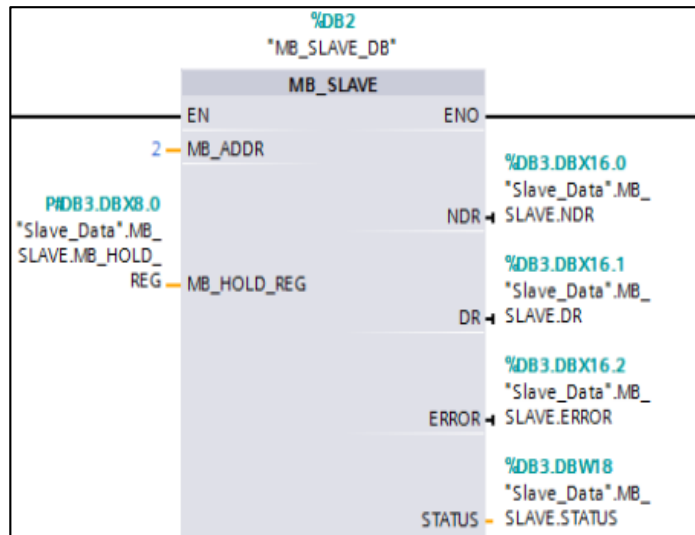 %DB2
"MB_SLAVE_DB"
MB_SLAVE
EN
ENO
2
MB_ADDR
P#DB3.DBX8.0
"Slave_Data".MB_
SLAVE.MB_HOLD_
REG
MB_HOLD_REG
%DB3.DBX16.0
"Slave_Data".MB_
NDR
SLAVE.NDR
%DB3.DBX16.1
"Slave_Data".MB_
DR
SLAVE.DR
%DB3.DBX16.2
"Slave_Data".MB_
ERROR
SLAVE.ERROR
%DB3.DBW18
"Slave_Data".MB_
STATUS
SLAVE.STATUS